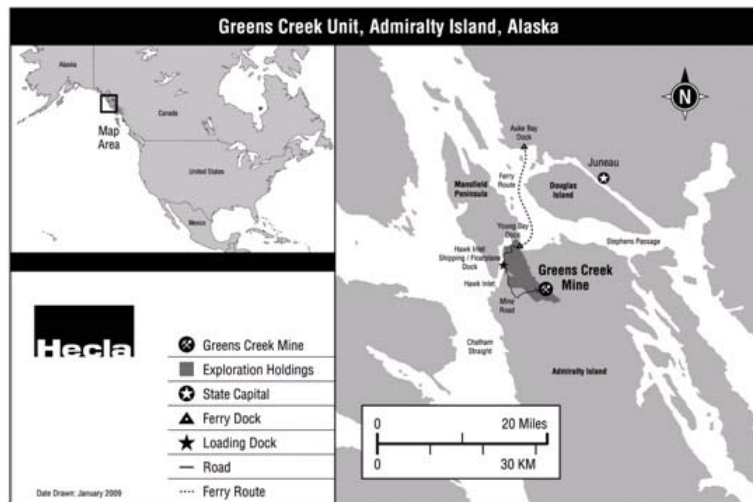 Greens Creek Unit, Admiralty Island, Alaska
Alaska
Canada
Map
Area
United States
Mexico
N
Auke Bay
Dock
Juneau
Ferry
Route
Mansfield
Peninsula
Douglas
Island
Young Bay
Dock
Stephens Passage
Hawk Inlet
Shipping / Floatplane
Dock
Greens Creek
Mine
Hawk Inlet
Mine
Road
Chatham
Straight
Admiralty Island
Hecla
Greens Creek Mine
Exploration Holdings
State Capital
Ferry Dock
Loading Dock
Road
Ferry Route
Date Drawn: January 2009
0 20 Miles
0 30 KM